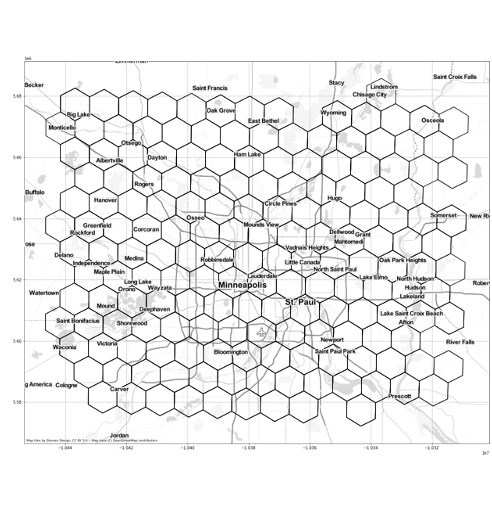 1e6
Zimmerman
Becker
Saint Francis
Stacy
Saint Croix Falls
Lindstrom
Chisago City
5.68
Big Lake
Oak Grove
Wyoming
Osceola
Monticello
East Bethel
5.66
Otsego
Albertville
Dayton
Ham Lake
Rogers
Buffalo
Hanover
Circle Pines
Hugo
5.64
Osseo
Somerset
New Ri
Greenfield
Rockford
Corcoran
Mounds View
Dellwood
Grant
Mahtomedi
ose
Vadnais Heights
Delano
Independence
Medina
Robbinsdale
Little Canada
Oak Park Heights
Maple Plain
North Saint Paul
Lauderdale
Lake Elmo
North Hudson
5.62
Long Lake
Orono
Wayzata
Minneapolis
Hudson
Rober
Watertown
Lakeland
Mound
Deephaven
St. Paul
Lake Saint Croix Beach
Saint Bonifacius
Shorewood
Afton
5.60
Waconia
Victoria
Newport
River Falls
Bloomington
Saint Paul Park
g America
Cologne
Carver
Prescott
5.58
Jordan
Map tiles by Stamen Design, CC BY 3.0 -- Map data (C) OpenStreetMap contributors
−1.044
−1.042
−1.040
−1.038
−1.036
−1.034
−1.032
1e7